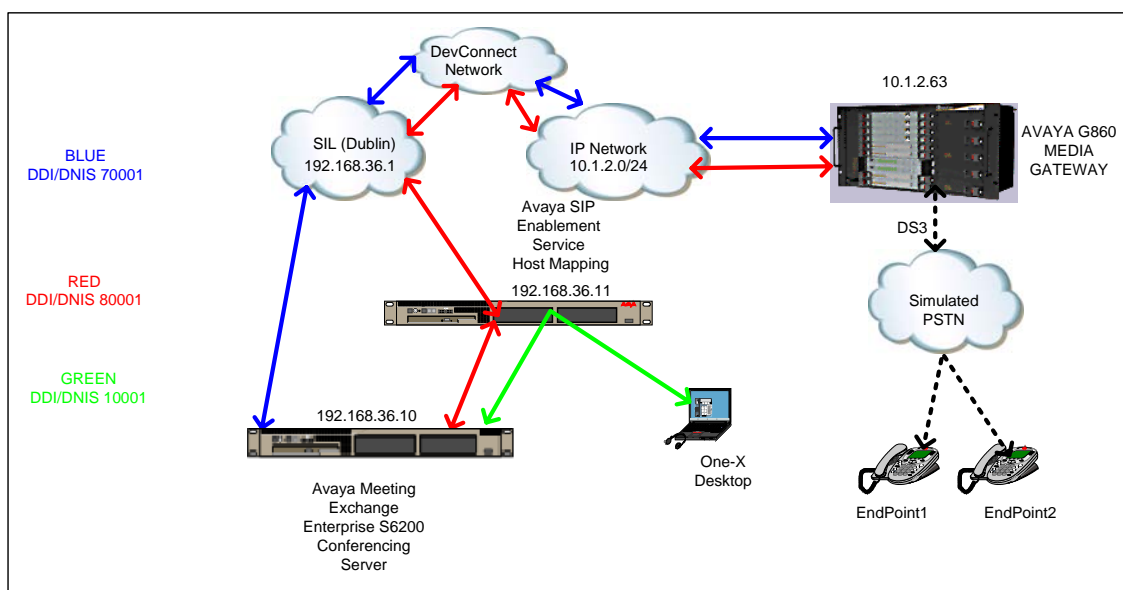 DevConnect
Network
10.1.2.63
SIL (Dublin)
192.168.36.1
IP Network
10.1.2.0/24
AVAYA G860
MEDIA
GATEWAY
BLUE
DDI/DNIS 70001
Avaya SIP
Enablement
Service
Host Mapping
192.168.36.11
DS3
RED
DDI/DNIS 80001
AVAYA
Simulated
PSTN
GREEN
DDI/DNIS 10001
192.168.36.10
One-X
Desktop
Avaya Meeting
Exchange
Enterprise S6200
Conferencing
Server
EndPoint1
EndPoint2